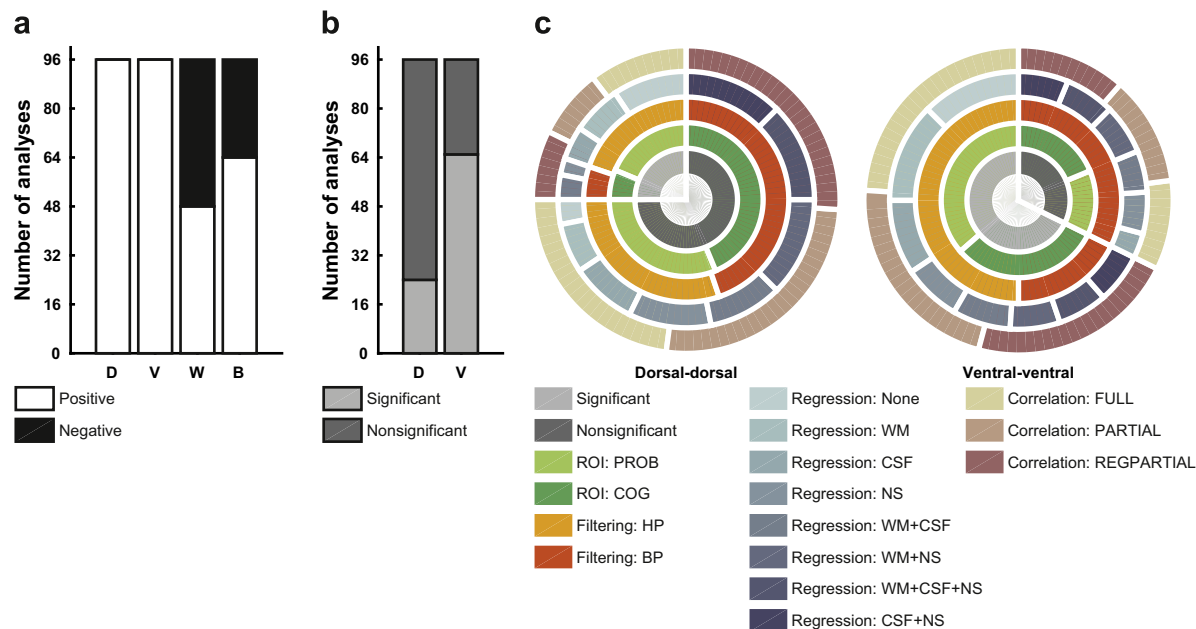 a
Number of analyses
96
80
64
48
32
16
0
D V W B
Positive
Negative
b
Number of analyses
96
80
64
48
32
16
0
D V
Significant
Nonsignificant
c
Dorsal-dorsal
Ventral-ventral
Significant
Nonsignificant
ROI: PROB
ROI: COG
Filtering: HP
Filtering: BP
Regression: None
Regression: WM
Regression: CSF
Regression: NS
Regression: WM+CSF
Regression: WM+NS
Regression: WM+CSF+NS
Regression: CSF+NS
Correlation: FULL
Correlation: PARTIAL
Correlation: REGPARTIAL